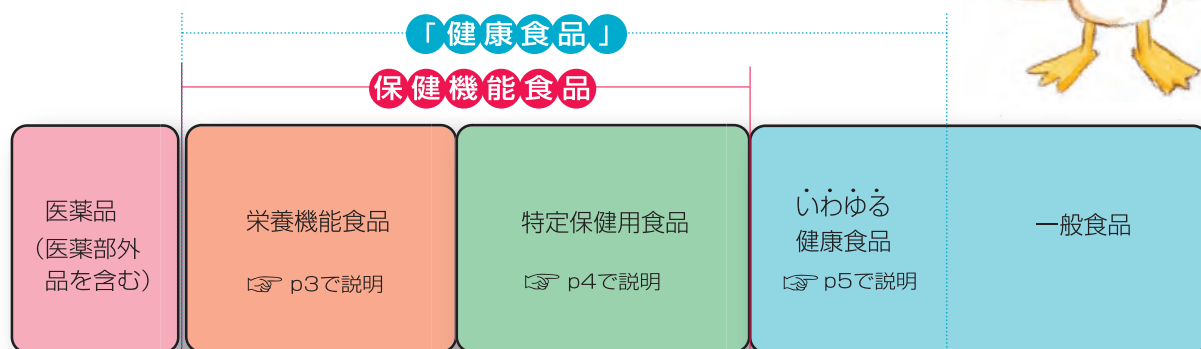 「健康食品」
保健機能食品
医薬品
（医薬部外
品を含む）
栄養機能食品
☞ p3で説明
特定保健用食品
☞ p4で説明
いわゆる
健康食品
☞ p5で説明
一般食品